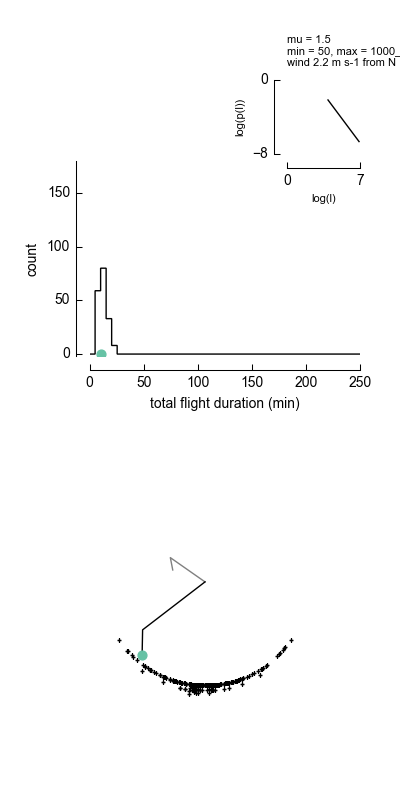 mu = 1.5
min = 50, max = 1000_
wind 2.2 m s-1 from N
0
log(p(l))
−8
0 7
log(l)
150
100
count
50
0
0 50 100 150 200 250
total flight duration (min)